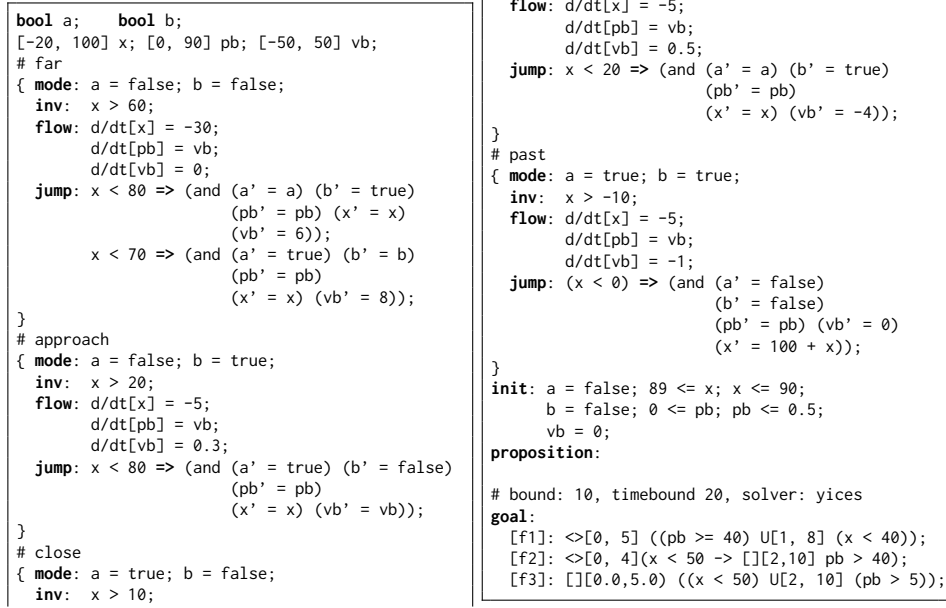 bool a;    bool b;
[-20, 100] x; [0, 90] pb; [-50, 50] vb;
# far
{ mode: a = false; b = false;
  inv:  x > 60;
  flow: d/dt[x] = -30;
        d/dt[pb] = vb;
        d/dt[vb] = 0;
  jump: x < 80 => (and (a' = a) (b' = true)
                       (pb' = pb) (x' = x)
                       (vb' = 6));
        x < 70 => (and (a' = true) (b' = b)
                       (pb' = pb)
                       (x' = x) (vb' = 8));
}
# approach
{ mode: a = false; b = true;
  inv:  x > 20;
  flow: d/dt[x] = -5;
        d/dt[pb] = vb;
        d/dt[vb] = 0.3;
  jump: x < 80 => (and (a' = true) (b' = false)
                       (pb' = pb)
                       (x' = x) (vb' = vb));
}
# close
{ mode: a = true; b = false;
  inv:  x > 10;
  flow: d/dt[x] = -5;
        d/dt[pb] = vb;
        d/dt[vb] = 0.5;
  jump: x < 20 => (and (a' = a) (b' = true)
                       (pb' = pb)
                       (x' = x) (vb' = -4));
}
# past
{ mode: a = true; b = true;
  inv:  x > -10;
  flow: d/dt[x] = -5;
        d/dt[pb] = vb;
        d/dt[vb] = -1;
  jump: (x < 0) => (and (a' = false)
                        (b' = false)
                        (pb' = pb) (vb' = 0)
                        (x' = 100 + x));
}
init: a = false; 89 <= x; x <= 90;
      b = false; 0 <= pb; pb <= 0.5;
      vb = 0;
proposition:
# bound: 10, timebound 20, solver: yices
goal:
  [f1]: <>[0, 5] ((pb >= 40) U[1, 8] (x < 40));
  [f2]: <>[0, 4](x < 50 -> [][2,10] pb > 40);
  [f3]: [][0.0,5.0) ((x < 50) U[2, 10] (pb > 5));